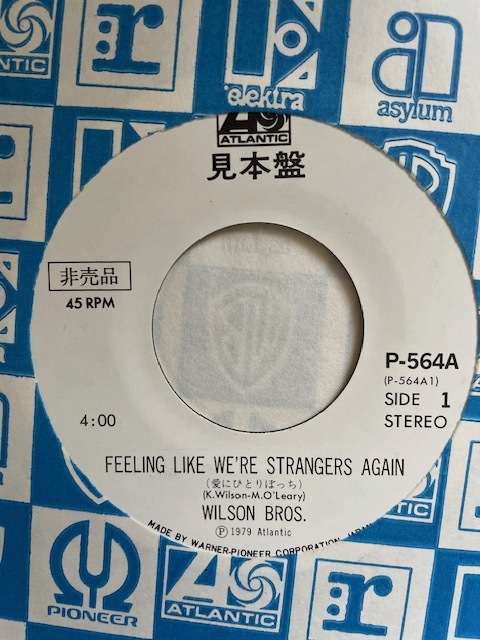 ATLANTIC
elektra
asylum
ATLANTIC
見本盤
非売品
45 RPM
P-564A
(P-564A1)
SIDE 1
STEREO
4:00
FEELING LIKE WE'RE STRANGERS AGAIN
(愛にひとりぼっち)
(K.Wilson-M.O'Leary)
WILSON BROS.
Ⓟ 1979 Atlantic
MADE BY WARNER-PIONEER CORPORATION, JAPAN
PIONEER
ATLANTIC